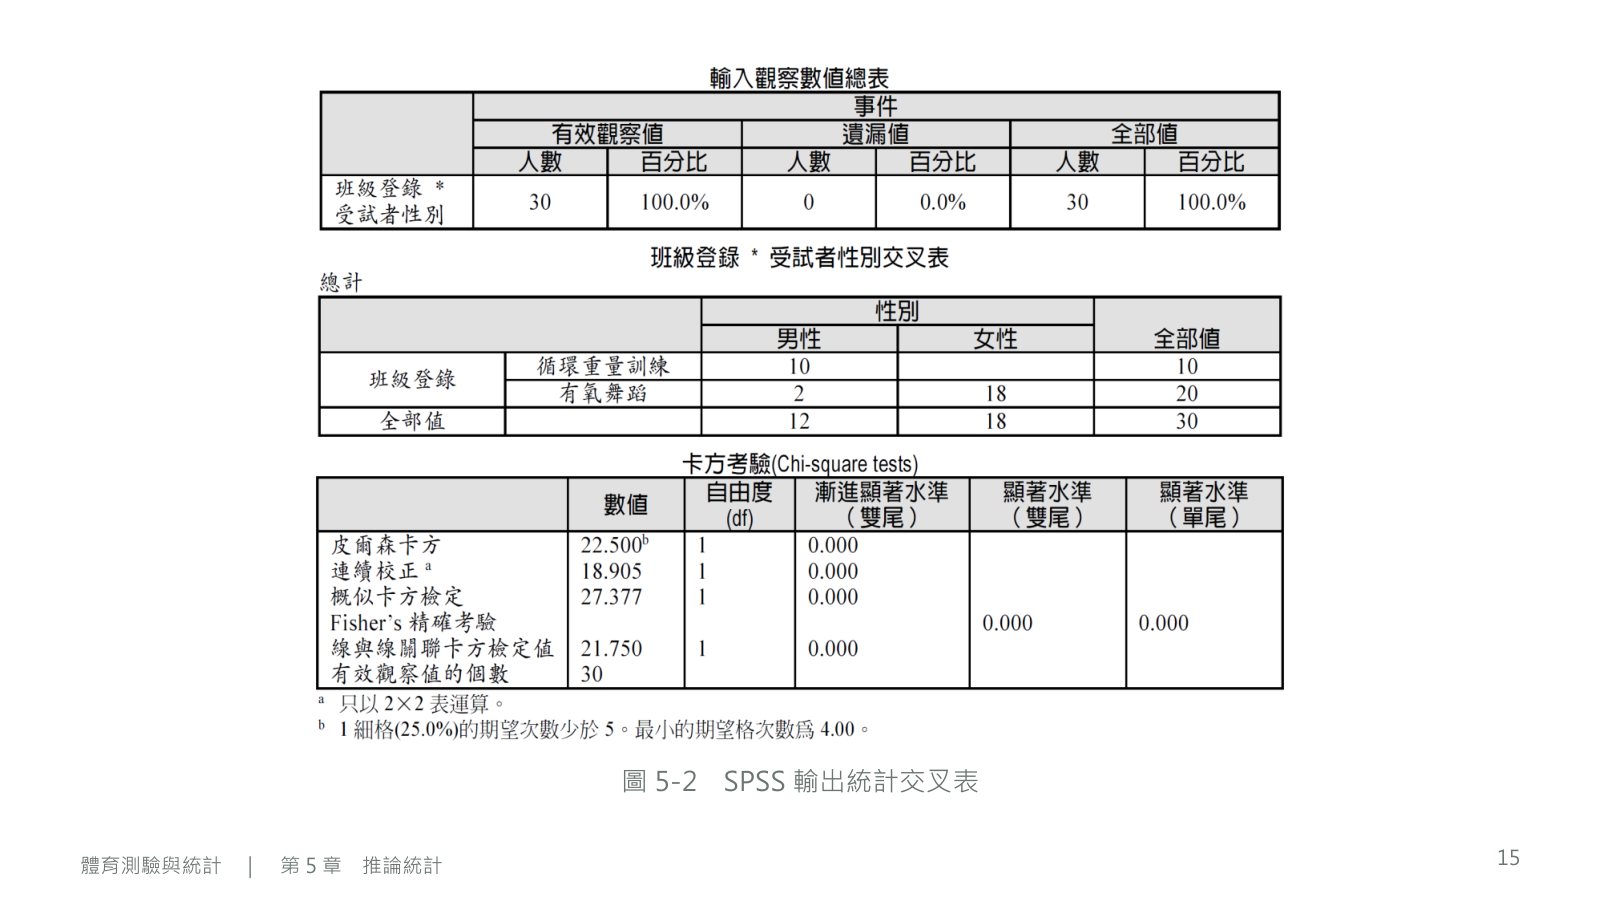 輸入觀察數值總表
事件
有效觀察值 遺漏值 全部值
人數 百分比 人數 百分比 人數 百分比
班級登錄 *
受試者性別 30 100.0% 0 0.0% 30 100.0%
班級登錄 * 受試者性別交叉表
總計
性別
男性 女性 全部值
班級登錄 循環重量訓練 10 10
有氧舞蹈 2 18 20
全部值 12 18 30
卡方考驗(Chi-square tests)
數值 自由度 漸進顯著水準 顯著水準 顯著水準
(df) （雙尾） （雙尾） （單尾）
皮爾森卡方 22.500ᵇ 1 0.000
連續校正 ᵃ 18.905 1 0.000
概似卡方檢定 27.377 1 0.000
Fisher's 精確考驗 0.000 0.000
線與線關聯卡方檢定值 21.750 1 0.000
有效觀察值的個數 30
ᵃ 只以 2×2 表運算。
ᵇ 1 細格(25.0%)的期望次數少於 5。最小的期望格次數為 4.00。
圖 5-2 SPSS 輸出統計交叉表
體育測驗與統計 | 第 5 章 推論統計
15